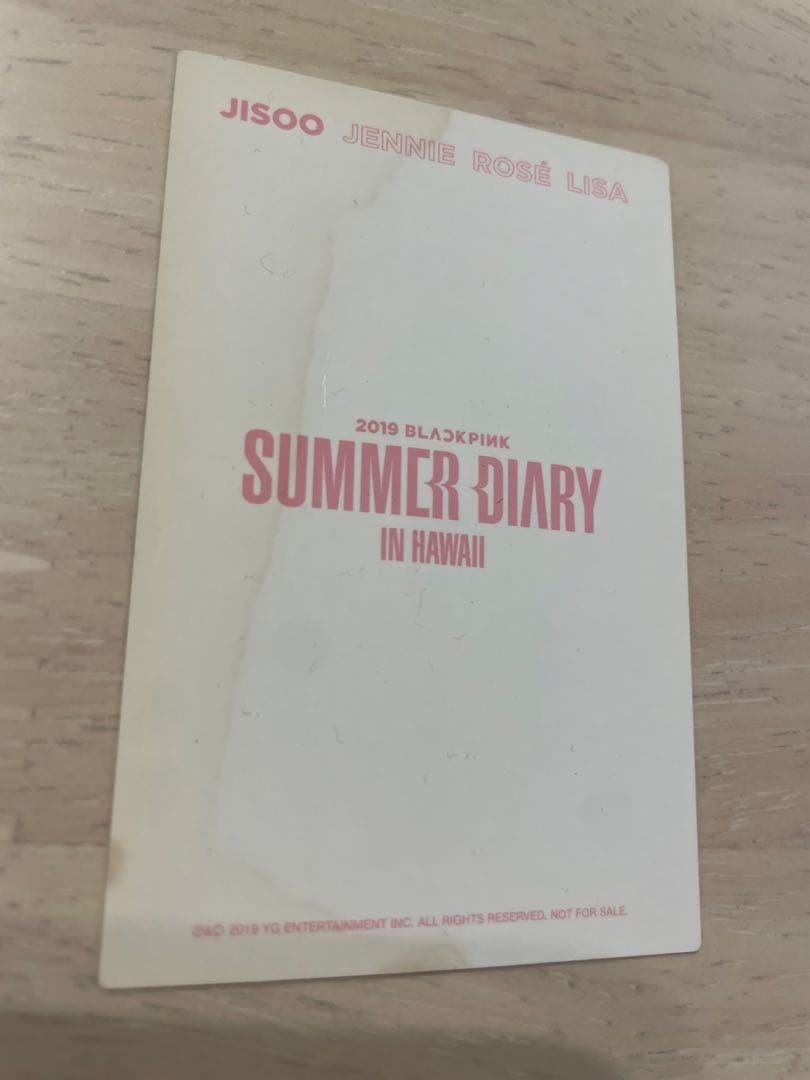 JISOO JENNIE ROSÉ LISA
2019 BLACKPINK
SUMMER DIARY
IN HAWAII
℗&© 2019 YG ENTERTAINMENT INC. ALL RIGHTS RESERVED. NOT FOR SALE.